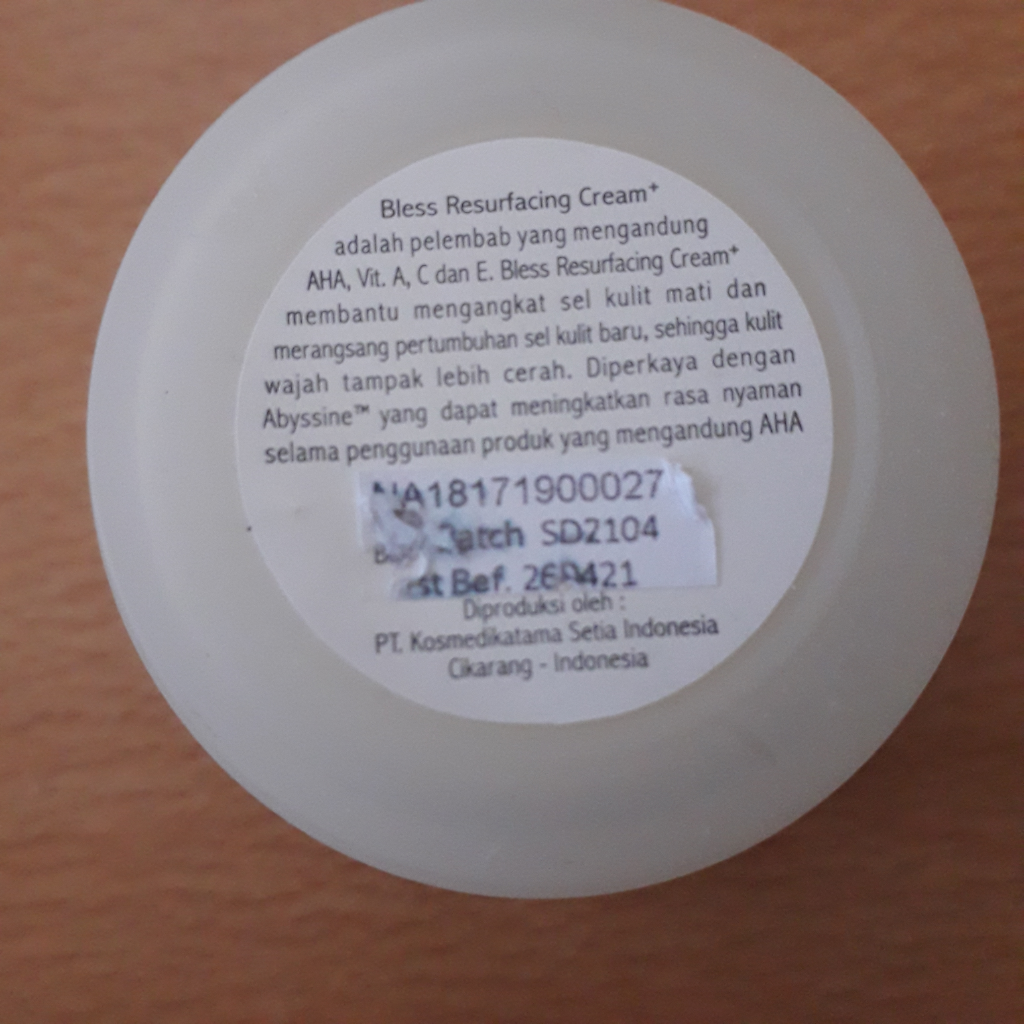 Bless Resurfacing Cream⁺
adalah pelembab yang mengandung
AHA, Vit. A, C dan E. Bless Resurfacing Cream⁺
membantu mengangkat sel kulit mati dan
merangsang pertumbuhan sel kulit baru, sehingga kulit
wajah tampak lebih cerah. Diperkaya dengan
Abyssine™ yang dapat meningkatkan rasa nyaman
selama penggunaan produk yang mengandung AHA
NA18171900027
Batch SD2104
Bef.
Diproduksi oleh :
PT. Kosmedikatama Setia Indonesia
Cikarang - Indonesia